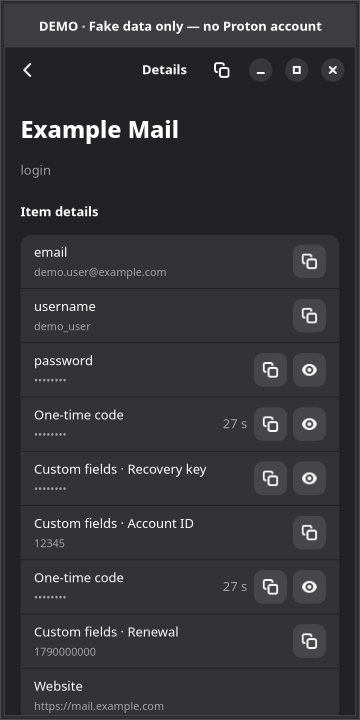 DEMO · Fake data only — no Proton account
Details
Example Mail
login
Item details
email
demo.user@example.com
username
demo_user
password
••••••••
One-time code
27 s
••••••••
Custom fields · Recovery key
••••••••
Custom fields · Account ID
12345
One-time code
27 s
••••••••
Custom fields · Renewal
1790000000
Website
https://mail.example.com